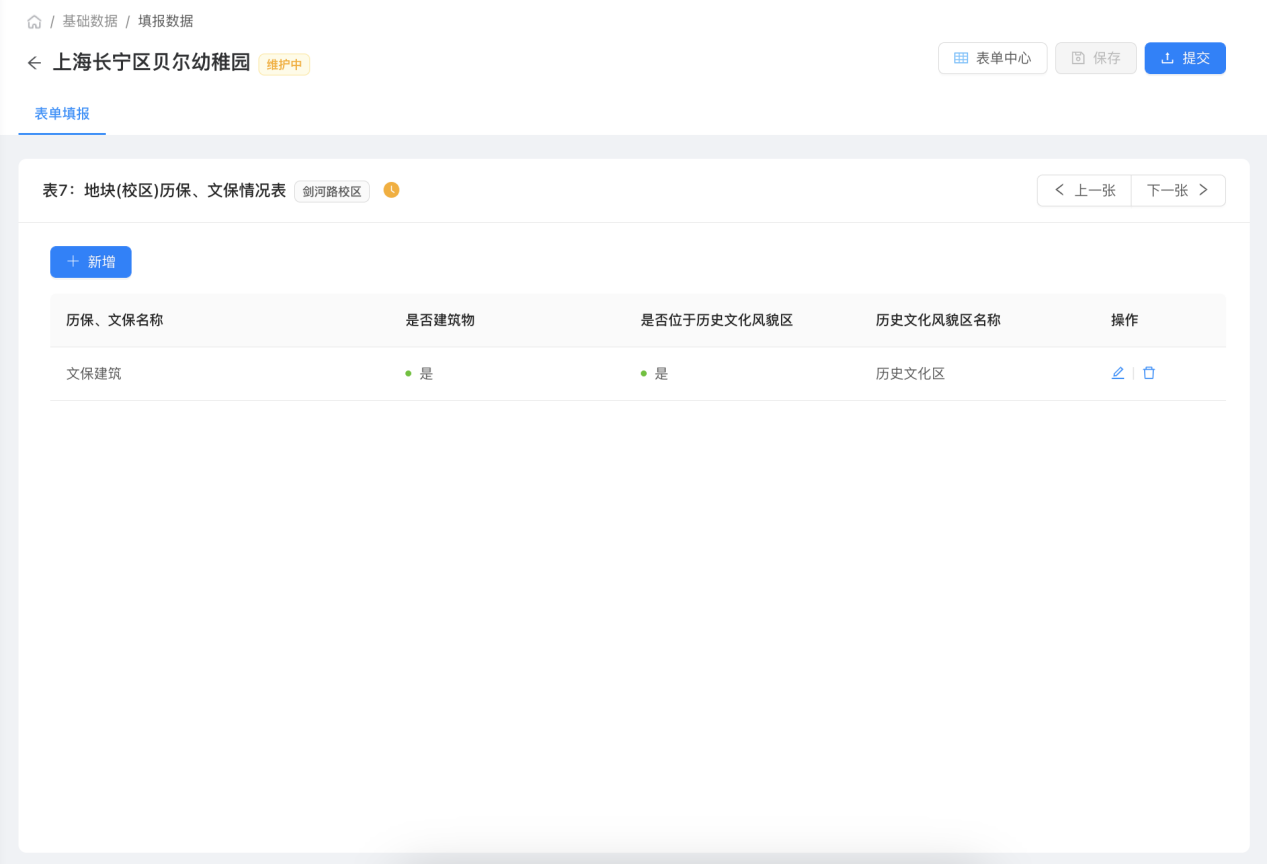 / 基础数据 / 填报数据
上海长宁区贝尔幼稚园 维护中 表单中心 保存 提交
表单填报
表7：地块(校区)历保、文保情况表 剑河路校区 上一张 下一张
新增
历保、文保名称 是否建筑物 是否位于历史文化风貌区 历史文化风貌区名称 操作
文保建筑 是 是 历史文化区